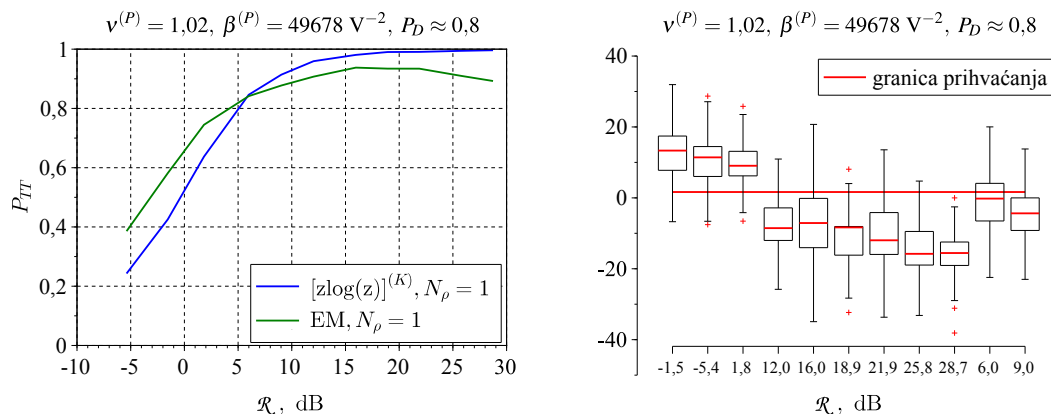 ν^(P) = 1,02, β^(P) = 49678 V⁻², P_D ≈ 0,8
1
0,8
0,6
0,4
0,2
0
P_TT
-10 -5 0 5 10 15 20 25 30
ℛ, dB
[zlog(z)]^(K), N_ρ = 1
EM, N_ρ = 1
ν^(P) = 1,02, β^(P) = 49678 V⁻², P_D ≈ 0,8
granica prihvaćanja
40
20
0
-20
-40
-1,5 -5,4 1,8 12,0 16,0 18,9 21,9 25,8 28,7 6,0 9,0
ℛ, dB